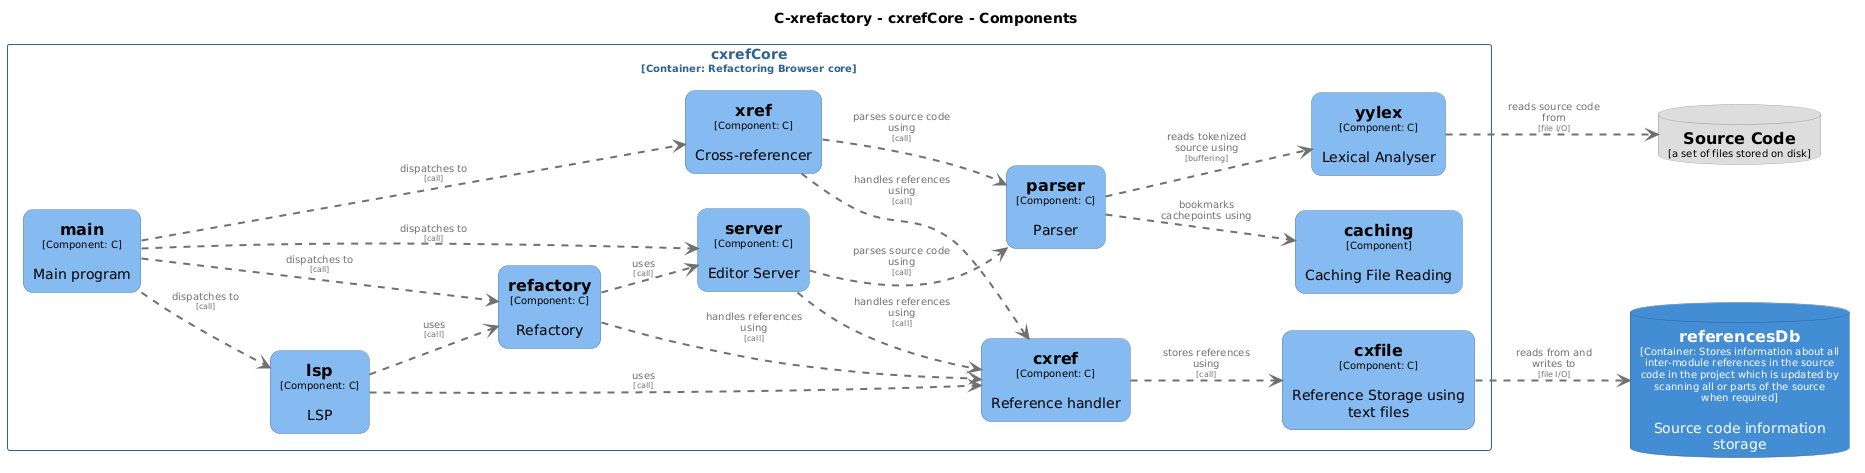 C-xrefactory - cxrefCore - Components
cxrefCore
[Container: Refactoring Browser core]
main
[Component: C]
Main program
dispatches to
[call]
dispatches to
[call]
dispatches to
[call]
dispatches to
[call]
lsp
[Component: C]
LSP
uses
[call]
uses
[call]
refactory
[Component: C]
Refactory
uses
[call]
handles references
using
[call]
xref
[Component: C]
Cross-referencer
parses source code
using
[call]
handles references
using
[call]
server
[Component: C]
Editor Server
parses source code
using
[call]
handles references
using
[call]
parser
[Component: C]
Parser
reads tokenized
source using
[buffering]
bookmarks
cachepoints using
cxref
[Component: C]
Reference handler
stores references
using
[call]
yylex
[Component: C]
Lexical Analyser
reads source code
from
[file I/O]
caching
[Component]
Caching File Reading
cxfile
[Component: C]
Reference Storage using
text files
reads from and
writes to
[file I/O]
Source Code
[a set of files stored on disk]
referencesDb
[Container: Stores information about all
inter-module references in the source
code in the project which is updated by
scanning all or parts of the source
when required]
Source code information
storage